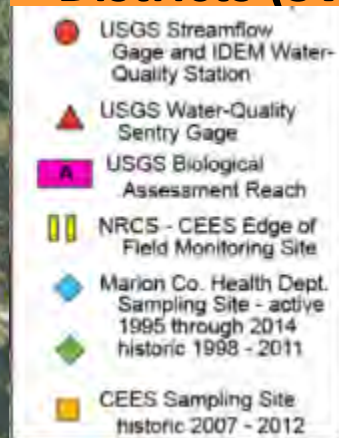 USGS Streamflow
Gage and IDEM Water-
Quality Station
USGS Water-Quality
Sentry Gage
A
USGS Biological
Assessment Reach
NRCS - CEES Edge of
Field Monitoring Site
Marion Co. Health Dept.
Sampling Site - active
1995 through 2014
historic 1998 - 2011
CEES Sampling Site
historic 2007 - 2012